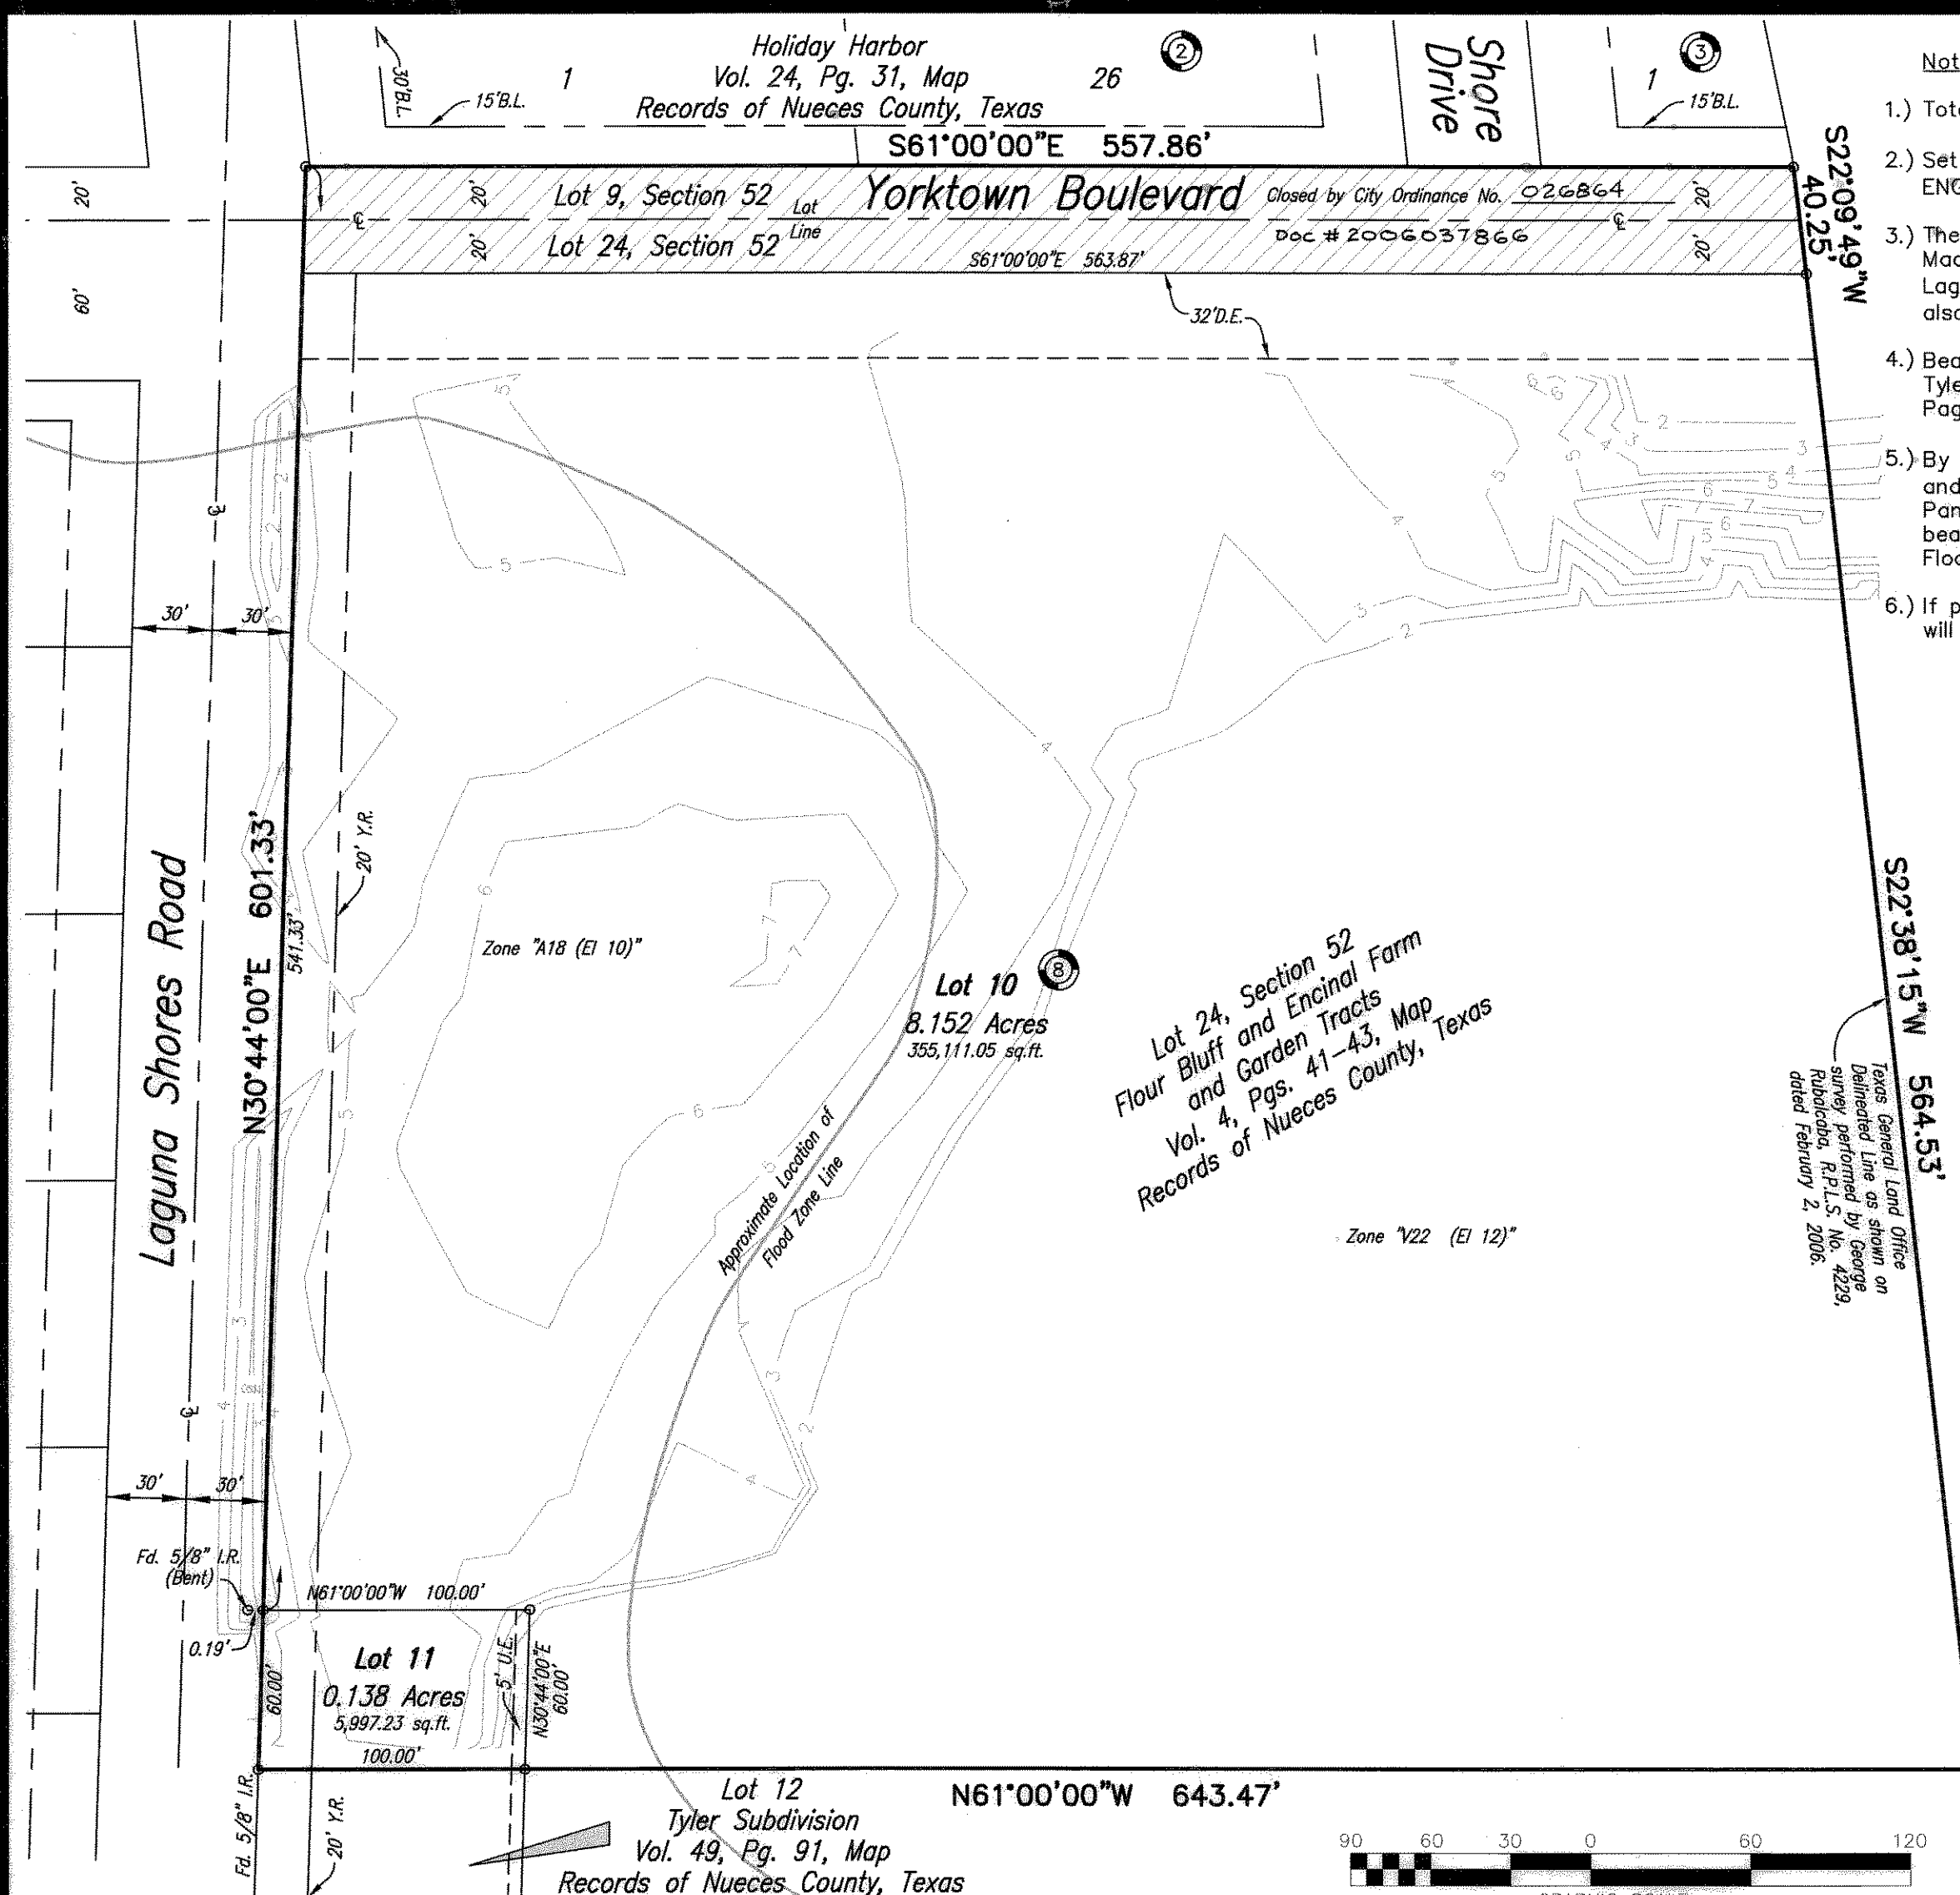 Holiday Harbor
Vol. 24, Pg. 31, Map
Records of Nueces County, Texas
1
26
2
30'B.L.
15'B.L.
Shore
Drive
3
1
15'B.L.
S61°00'00"E 557.86'
S22°09'49"W
40.25'
20'
60'
20'
20'
Lot 9, Section 52
Lot
Line
Lot 24, Section 52
Yorktown Boulevard
Closed by City Ordinance No. 026864
Doc # 2006037866
20'
20'
S61°00'00"E 563.87'
32'D.E.
1.)
2.) Set
3.) The
also
4.)
5.) By
and
6.) If
will
30'
30'
Laguna Shores Road
N30°44'00"E 601.33'
541.33'
20' Y.R.
Zone "A18 (El 10)"
Lot 10
8
8.152 Acres
355,111.05 sq.ft.
Lot 24, Section 52
Flour Bluff and Encinal Farm
and Garden Tracts
Vol. 4, Pgs. 41-43, Map
Records of Nueces County, Texas
Approximate Location of
Flood Zone Line
Zone "V22 (El 12)"
S22°38'15"W 564.53'
Texas General Land Office
Delineated Line as shown on
survey performed by George
Rubalcaba, R.P.L.S. No. 4229,
dated February 2, 2006.
30'
30'
Fd. 5/8" I.R.
(Bent)
0.19'
N61°00'00"W 100.00'
Lot 11
0.138 Acres
5,997.23 sq.ft.
100.00'
60.00'
5' U.E.
N30°44'00"E
60.00'
Fd. 5/8" I.R.
20' Y.R.
Lot 12
Tyler Subdivision
Vol. 49, Pg. 91, Map
Records of Nueces County, Texas
N61°00'00"W 643.47'
90 60 30 0 60 120